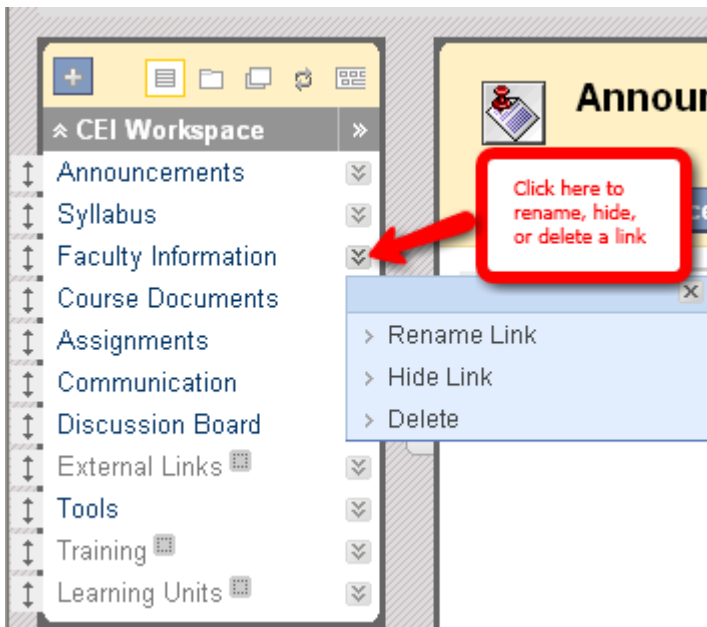 CEI Workspace
Announcements
Syllabus
Faculty Information
Course Documents
Assignments
Communication
Discussion Board
External Links
Tools
Training
Learning Units
Click here to
rename, hide,
or delete a link
Rename Link
Hide Link
Delete